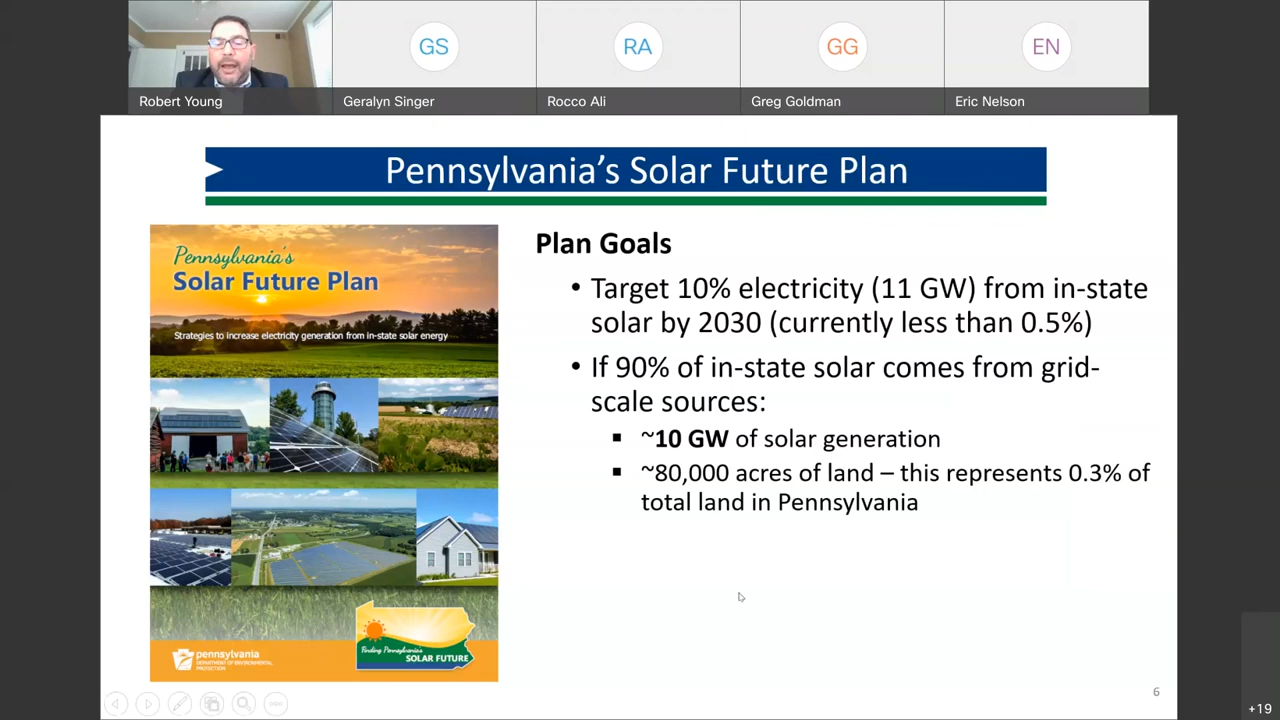 GS
RA
GG
EN
Robert Young
Geralyn Singer
Rocco Ali
Greg Goldman
Eric Nelson
Pennsylvania’s Solar Future Plan
Pennsylvania's
Solar Future Plan
Strategies to increase electricity generation from in-state solar energy
pennsylvania
DEPARTMENT OF ENVIRONMENTAL
PROTECTION
Finding Pennsylvania's
SOLAR FUTURE
Plan Goals
• Target 10% electricity (11 GW) from in-state
solar by 2030 (currently less than 0.5%)
• If 90% of in-state solar comes from grid-
scale sources:
▪ ~10 GW of solar generation
▪ ~80,000 acres of land – this represents 0.3% of
total land in Pennsylvania
6
+19